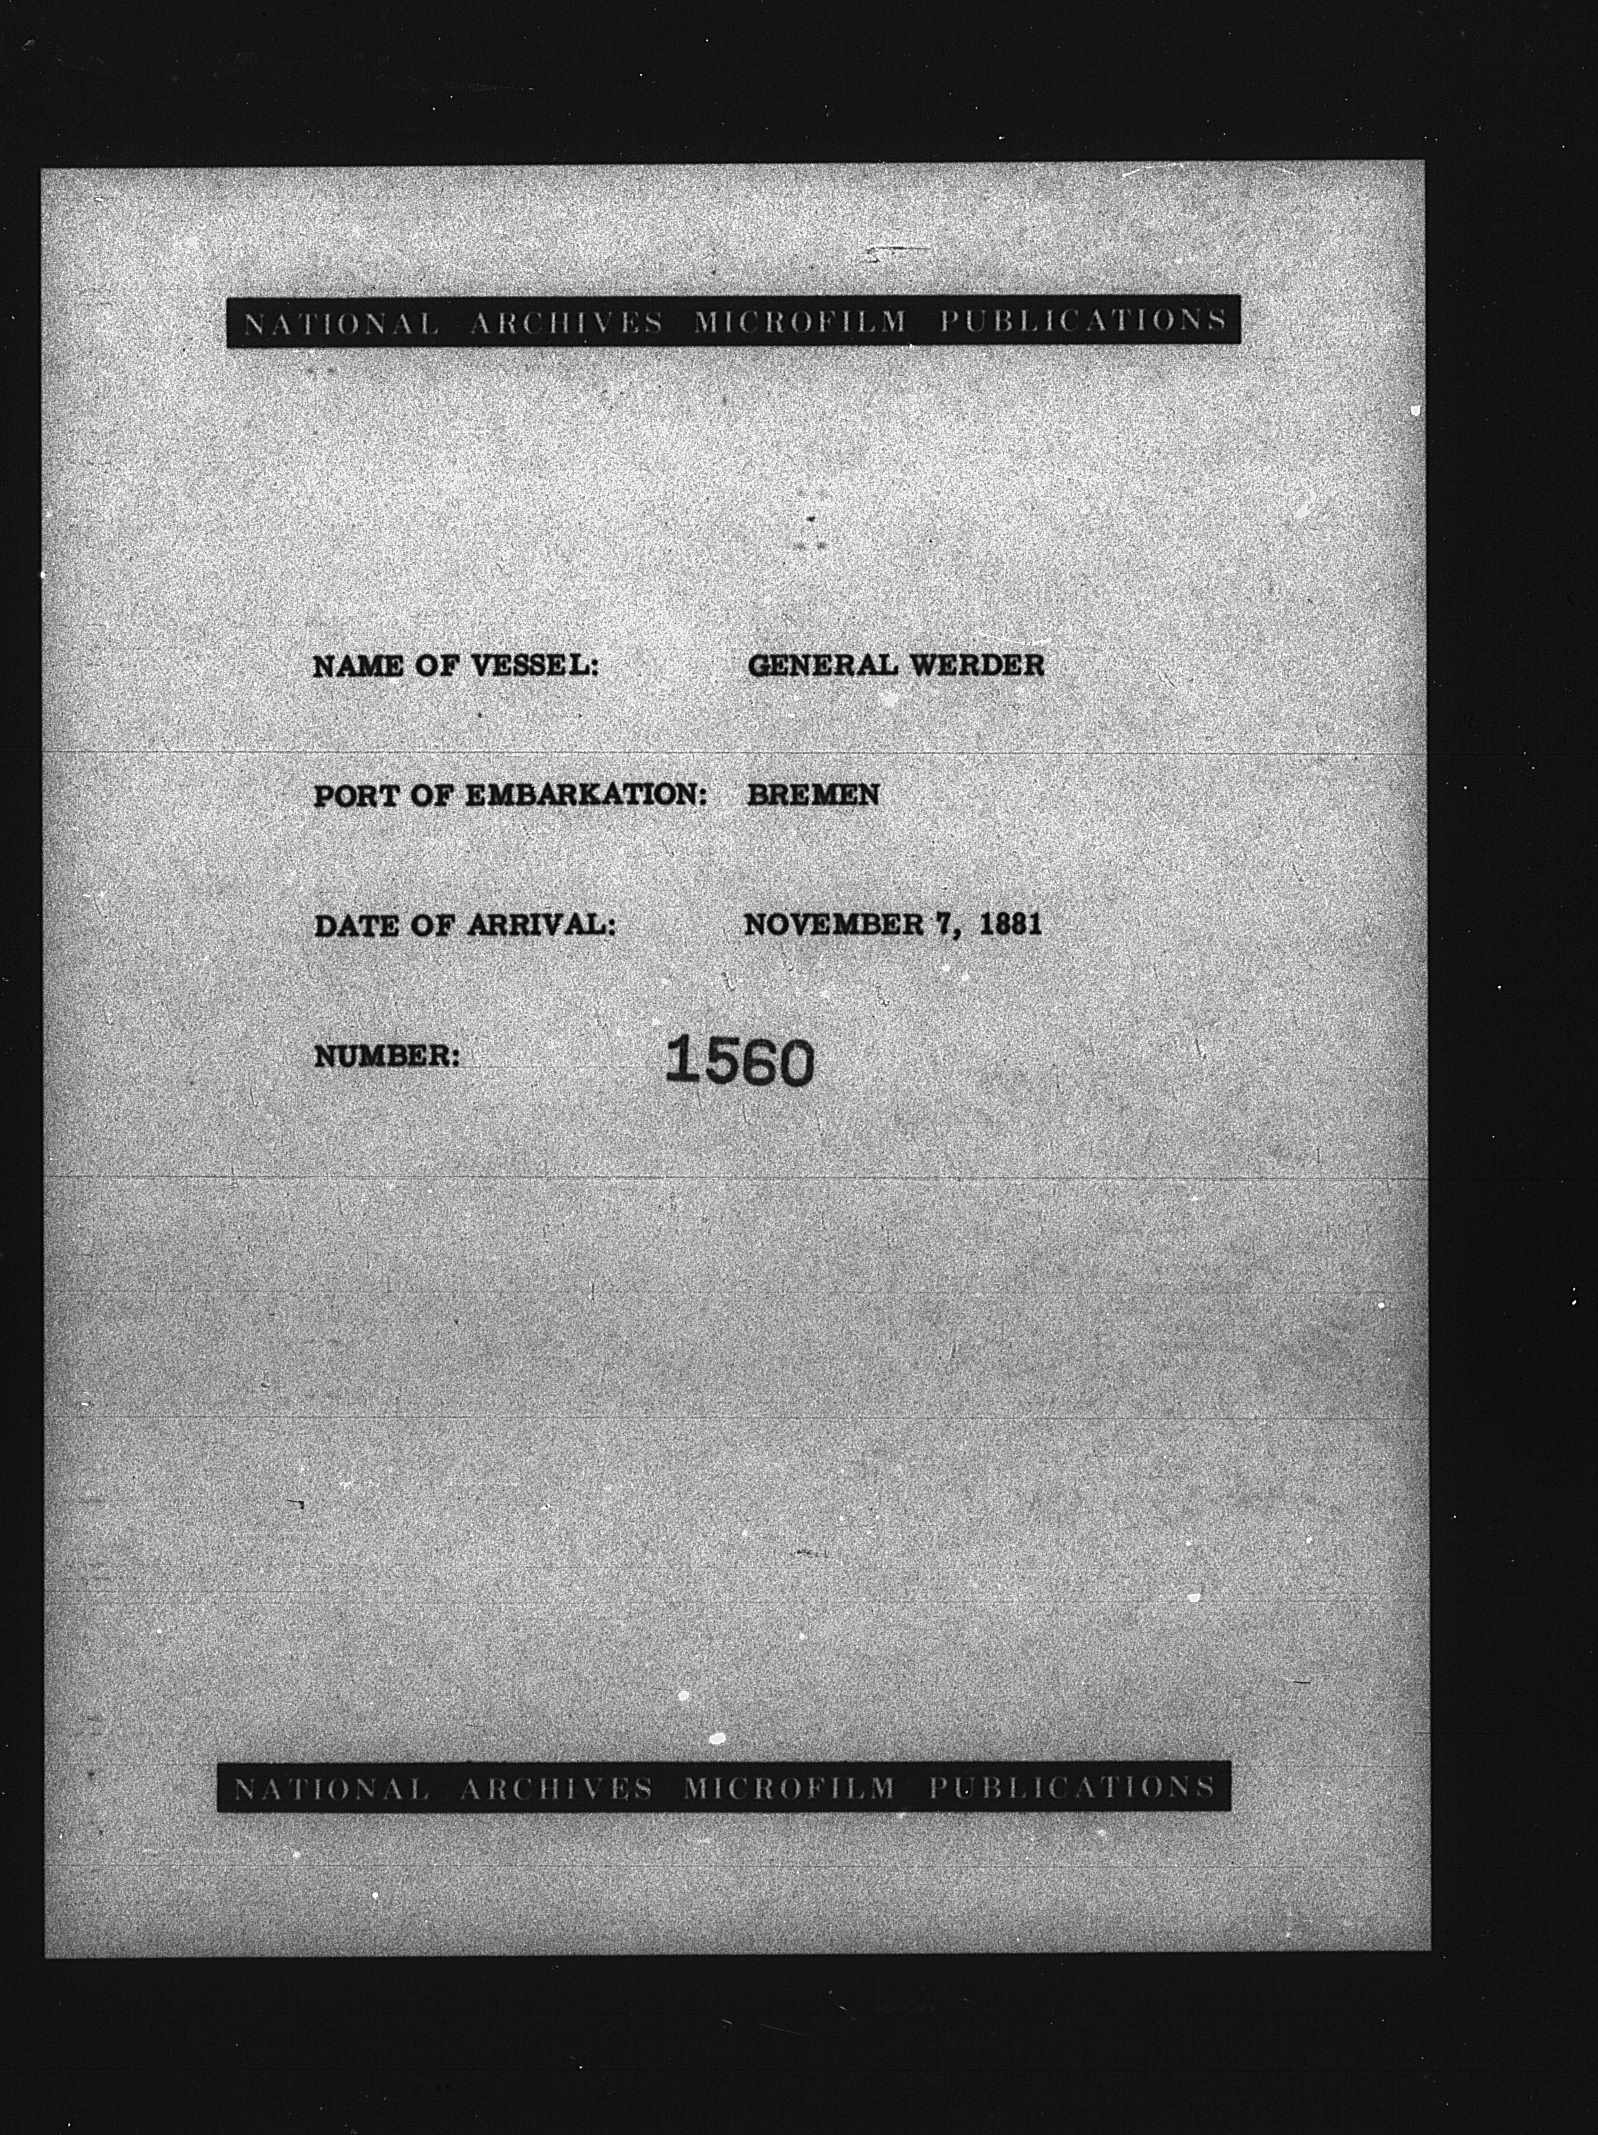 NATIONAL ARCHIVES MICROFILM PUBLICATIONS
NAME OF VESSEL: GENERAL WERDER
PORT OF EMBARKATION: BREMEN
DATE OF ARRIVAL: NOVEMBER 7, 1881
NUMBER: 1560
NATIONAL ARCHIVES MICROFILM PUBLICATIONS